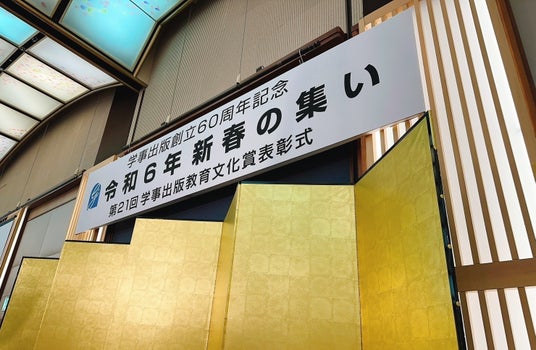 学事出版創立60周年記念
令和6年 新春の集い
第21回 学事出版教育文化賞表彰式